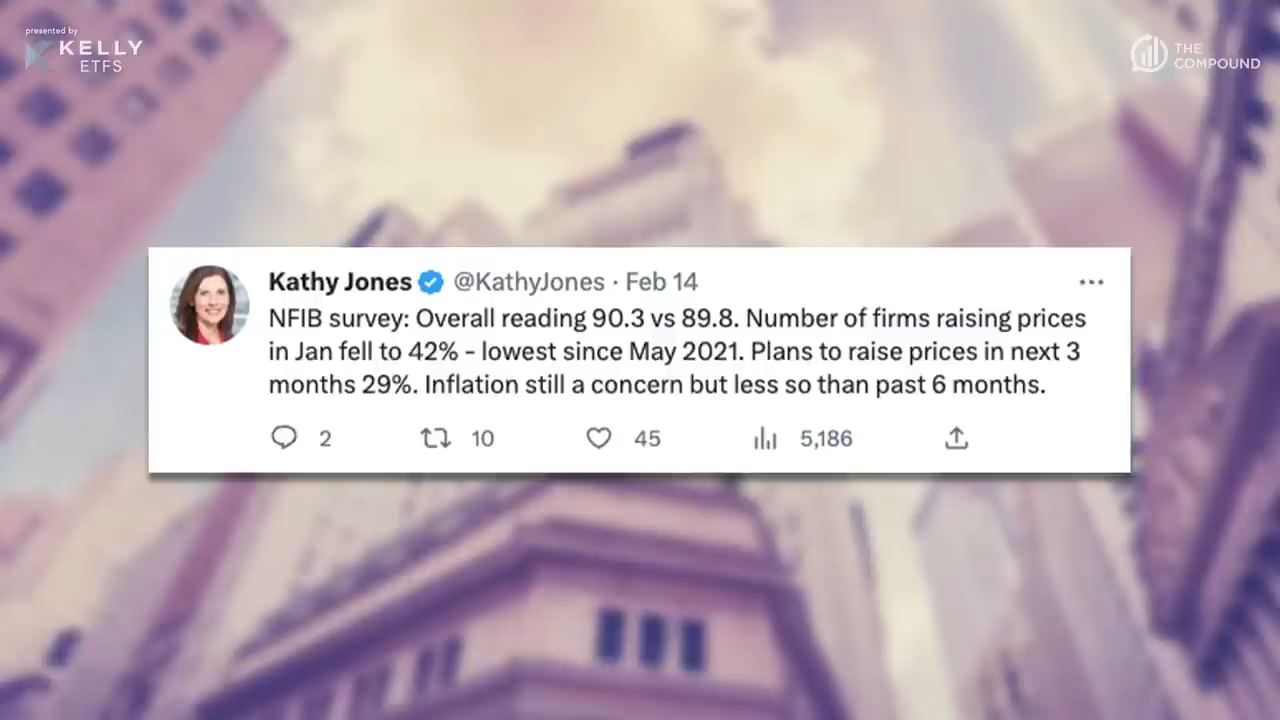 presented by
KELLY
ETFS
THE
COMPOUND
Kathy Jones @KathyJones · Feb 14
NFIB survey: Overall reading 90.3 vs 89.8. Number of firms raising prices
in Jan fell to 42% - lowest since May 2021. Plans to raise prices in next 3
months 29%. Inflation still a concern but less so than past 6 months.
2 10 45 5,186